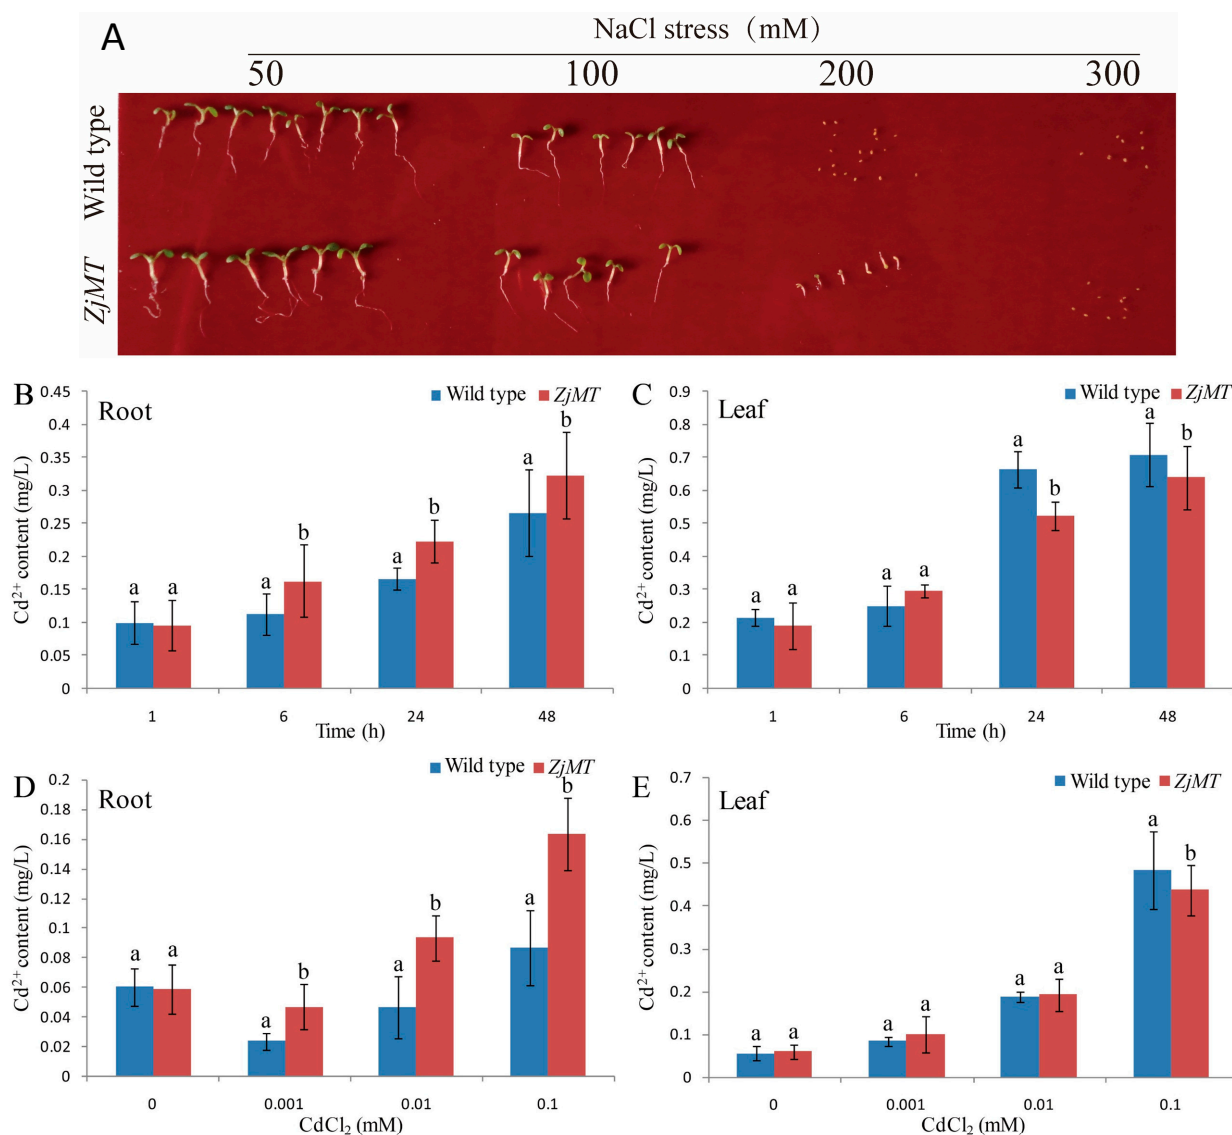 A
NaCl stress (mM)
50 100 200 300
Wild type
ZjMT
B
Root
Wild type ZjMT
Cd²⁺ content (mg/L)
0.45
0.4
0.35
0.3
0.25
0.2
0.15
0.1
0.05
0
a a a b a b a b
1 6 24 48
Time (h)
C
Leaf
Wild type ZjMT
Cd²⁺ content (mg/L)
0.9
0.8
0.7
0.6
0.5
0.4
0.3
0.2
0.1
0
a a a a a b a b
1 6 24 48
Time (h)
D
Root
Wild type ZjMT
Cd²⁺ content (mg/L)
0.2
0.18
0.16
0.14
0.12
0.1
0.08
0.06
0.04
0.02
0
a a a b a b a b
0 0.001 0.01 0.1
CdCl₂ (mM)
E
Leaf
Wild type ZjMT
Cd²⁺ content (mg/L)
0.7
0.6
0.5
0.4
0.3
0.2
0.1
0
a a a a a a a b
0 0.001 0.01 0.1
CdCl₂ (mM)